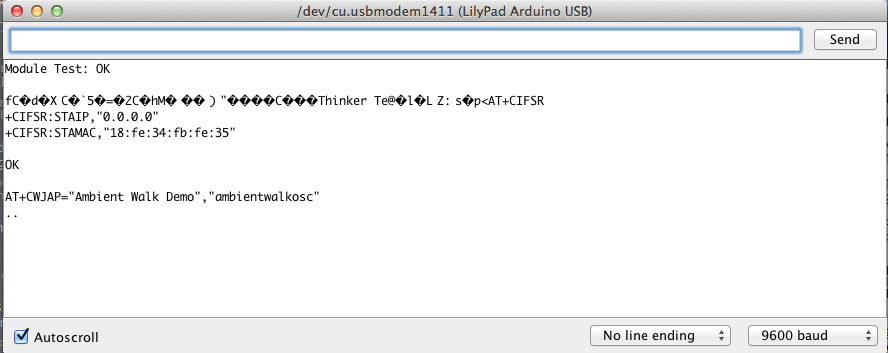 /dev/cu.usbmodem1411 (LilyPad Arduino USB)
Send
Module Test: OK
fC�d�X C�`5�=�2C�hM� �� ) "����C���Thinker Te@�l�L Z: s�p<AT+CIFSR
+CIFSR:STAIP,"0.0.0.0"
+CIFSR:STAMAC,"18:fe:34:fb:fe:35"
OK
AT+CWJAP="Ambient Walk Demo","ambientwalkosc"
..
Autoscroll
No line ending
9600 baud